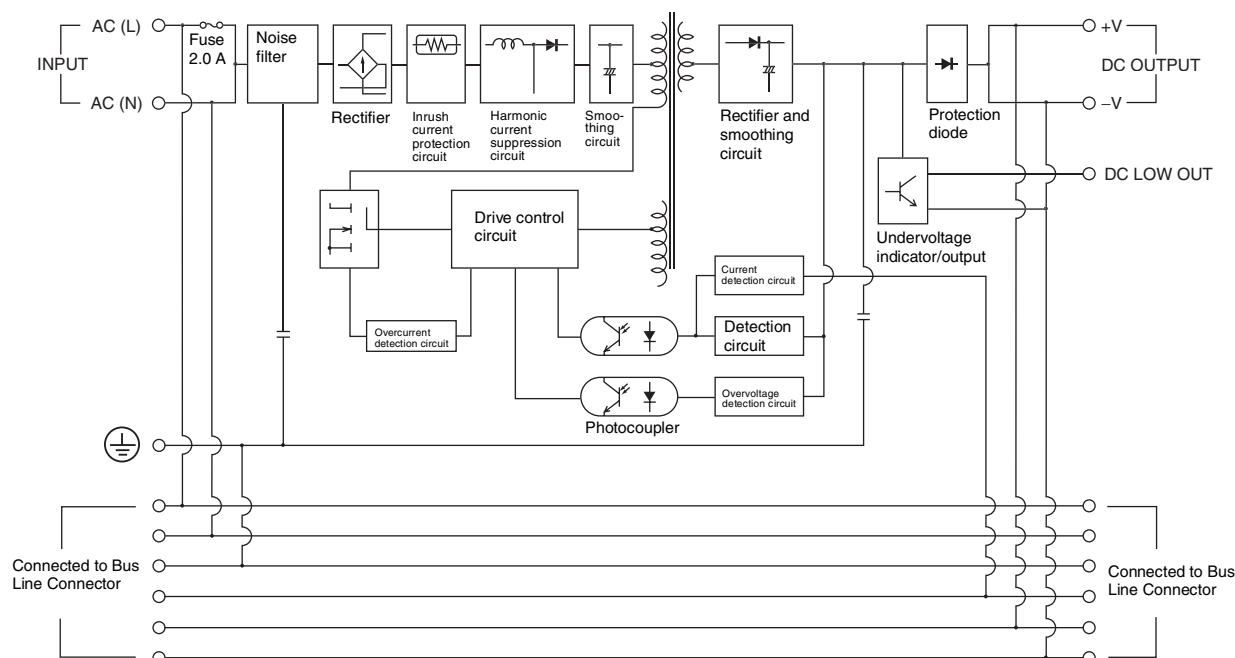 AC (L)
INPUT
AC (N)
Fuse
2.0 A
Noise
filter
Rectifier
Inrush
current
protection
circuit
Harmonic
current
suppression
circuit
Smoo-
thing
circuit
Rectifier and
smoothing
circuit
Protection
diode
+V
DC OUTPUT
–V
DC LOW OUT
Undervoltage
indicator/output
Drive control
circuit
Overcurrent
detection circuit
Current
detection circuit
Detection
circuit
Overvoltage
detection circuit
Photocoupler
Connected to Bus
Line Connector
Connected to Bus
Line Connector